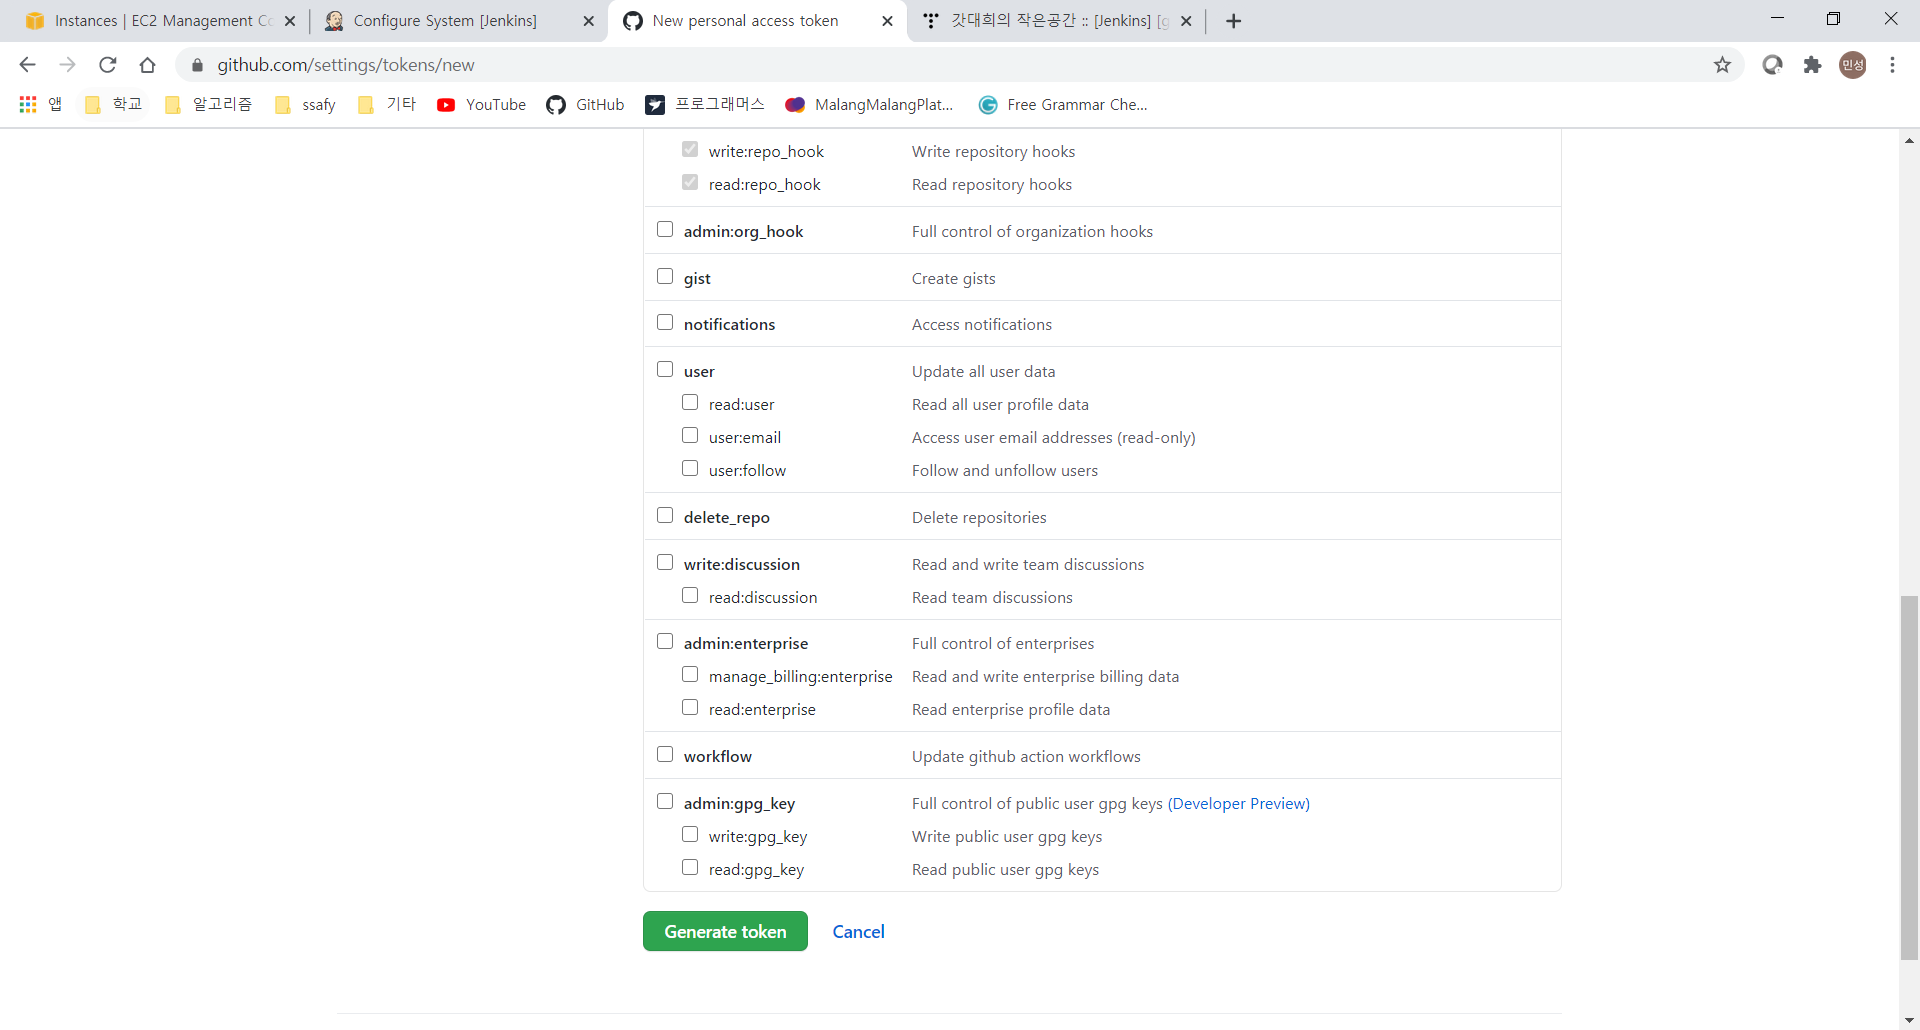 Instances | EC2 Management Co
Configure System [Jenkins]
New personal access token
갓대희의 작은공간 :: [Jenkins] [g
github.com/settings/tokens/new
민성
앱 학교 알고리즘 ssafy 기타 YouTube GitHub 프로그래머스 MalangMalangPlat... Free Grammar Che...
write:repo_hook Write repository hooks
read:repo_hook Read repository hooks
admin:org_hook Full control of organization hooks
gist Create gists
notifications Access notifications
user Update all user data
read:user Read all user profile data
user:email Access user email addresses (read-only)
user:follow Follow and unfollow users
delete_repo Delete repositories
write:discussion Read and write team discussions
read:discussion Read team discussions
admin:enterprise Full control of enterprises
manage_billing:enterprise Read and write enterprise billing data
read:enterprise Read enterprise profile data
workflow Update github action workflows
admin:gpg_key Full control of public user gpg keys (Developer Preview)
write:gpg_key Write public user gpg keys
read:gpg_key Read public user gpg keys
Generate token Cancel